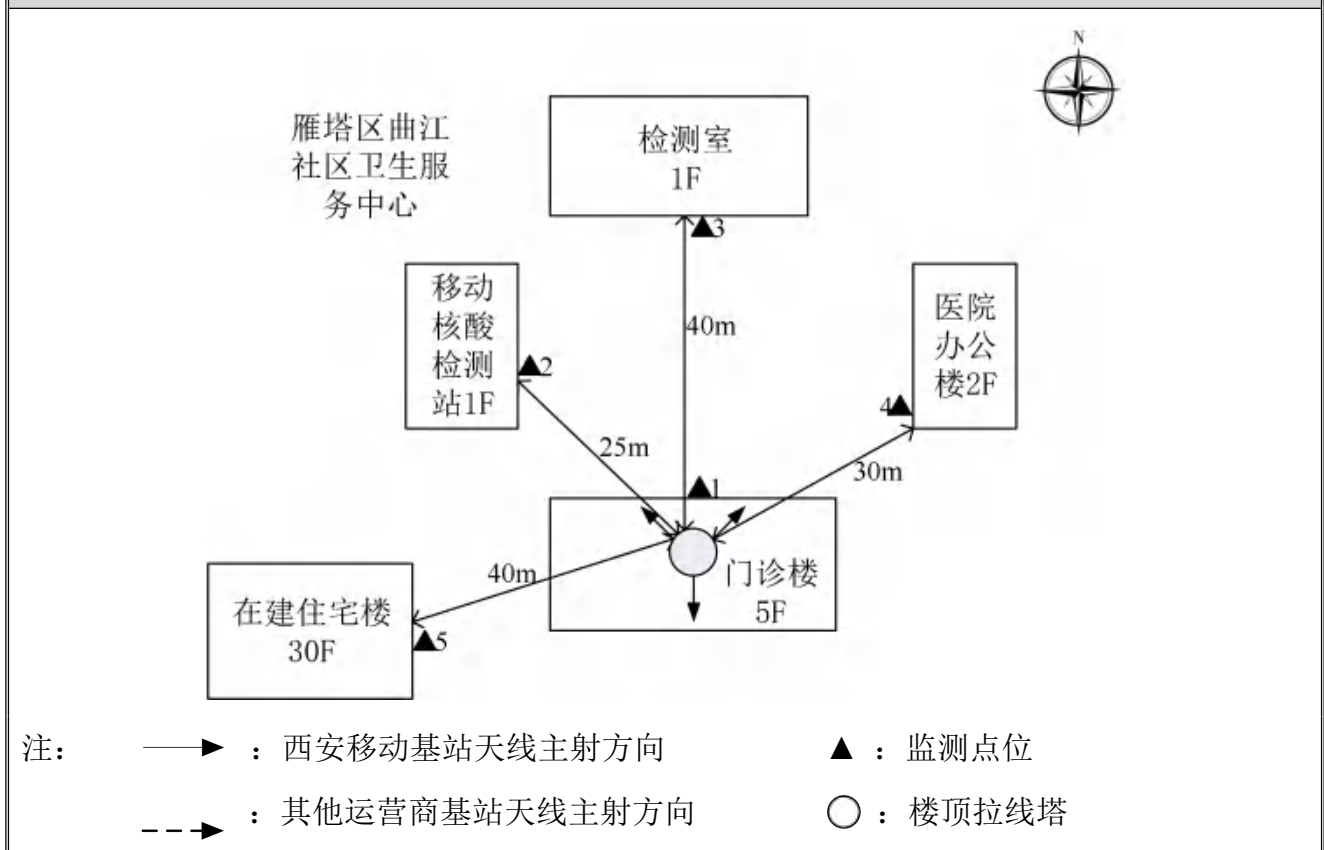 N
雁塔区曲江
社区卫生服
务中心
检测室
1F
▲3
移动
核酸
检测
站1F
▲2
40m
医院
办公
楼2F
4▲
25m
30m
▲1
门诊楼
5F
40m
在建住宅楼
30F
▲5
注： ：西安移动基站天线主射方向 ▲ ：监测点位
：其他运营商基站天线主射方向 ：楼顶拉线塔